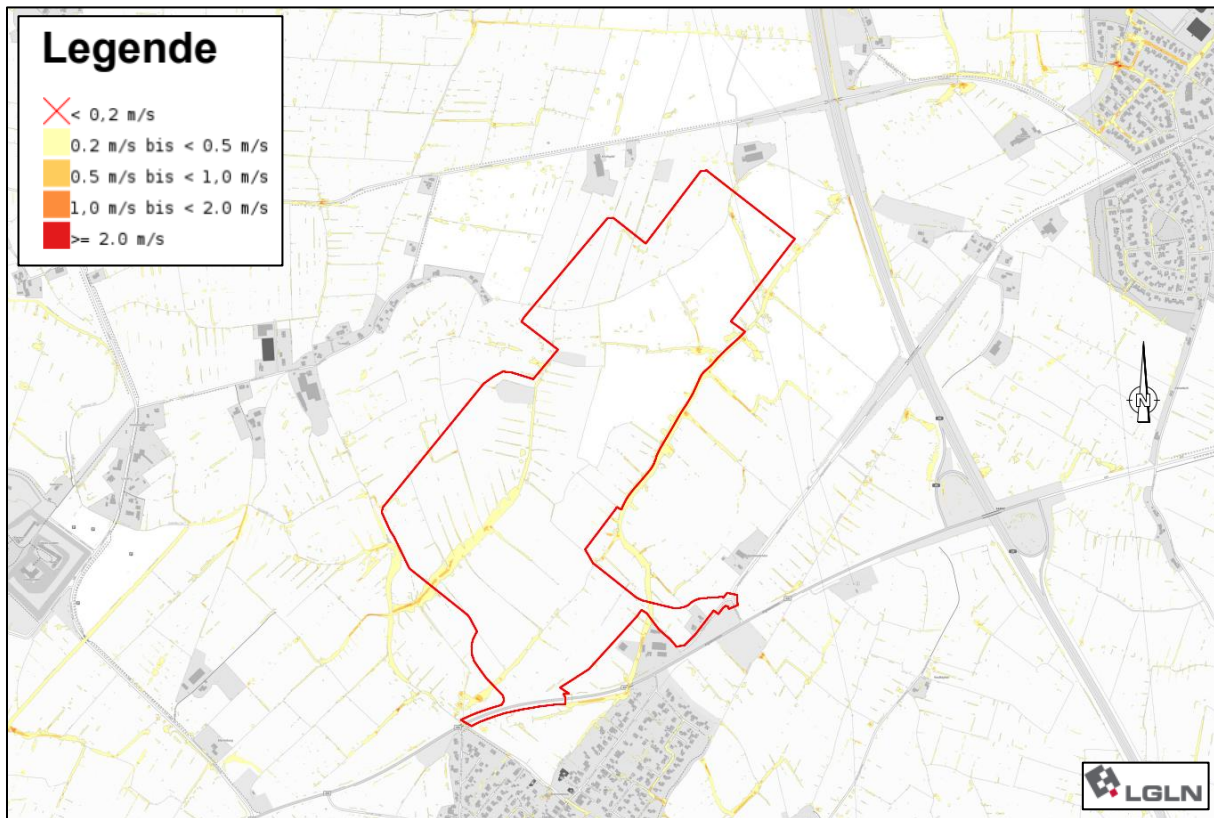 Legende
< 0,2 m/s
0.2 m/s bis < 0.5 m/s
0.5 m/s bis < 1,0 m/s
1,0 m/s bis < 2.0 m/s
>= 2.0 m/s
N
LGLN